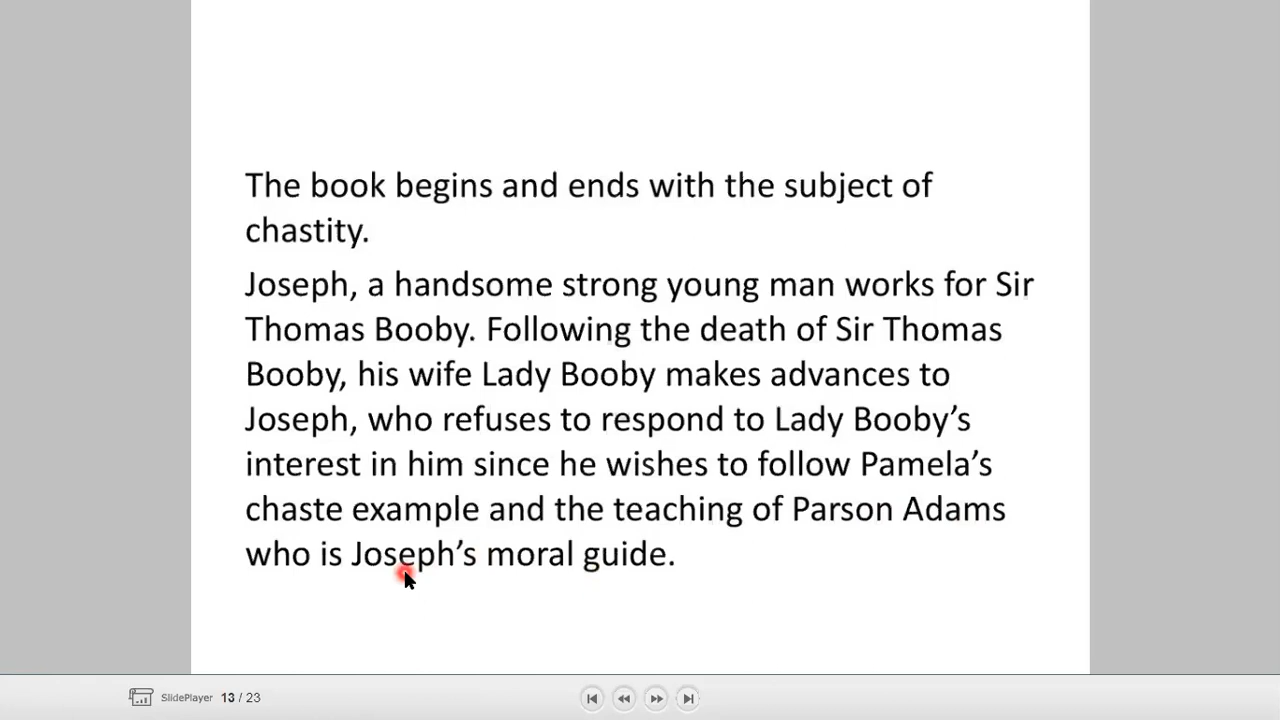 The book begins and ends with the subject of
chastity.
Joseph, a handsome strong young man works for Sir
Thomas Booby. Following the death of Sir Thomas
Booby, his wife Lady Booby makes advances to
Joseph, who refuses to respond to Lady Booby’s
interest in him since he wishes to follow Pamela’s
chaste example and the teaching of Parson Adams
who is Joseph’s moral guide.
SlidePlayer 13 / 23